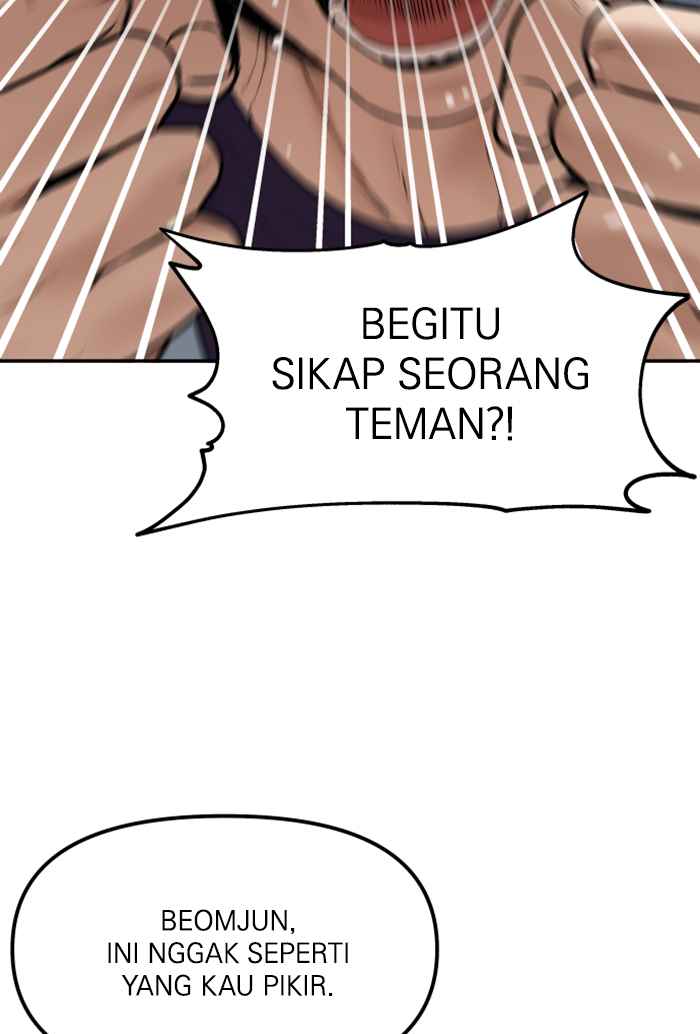 BEGITU
SIKAP SEORANG
TEMAN?!
BEOMJUN,
INI NGGAK SEPERTI
YANG KAU PIKIR.